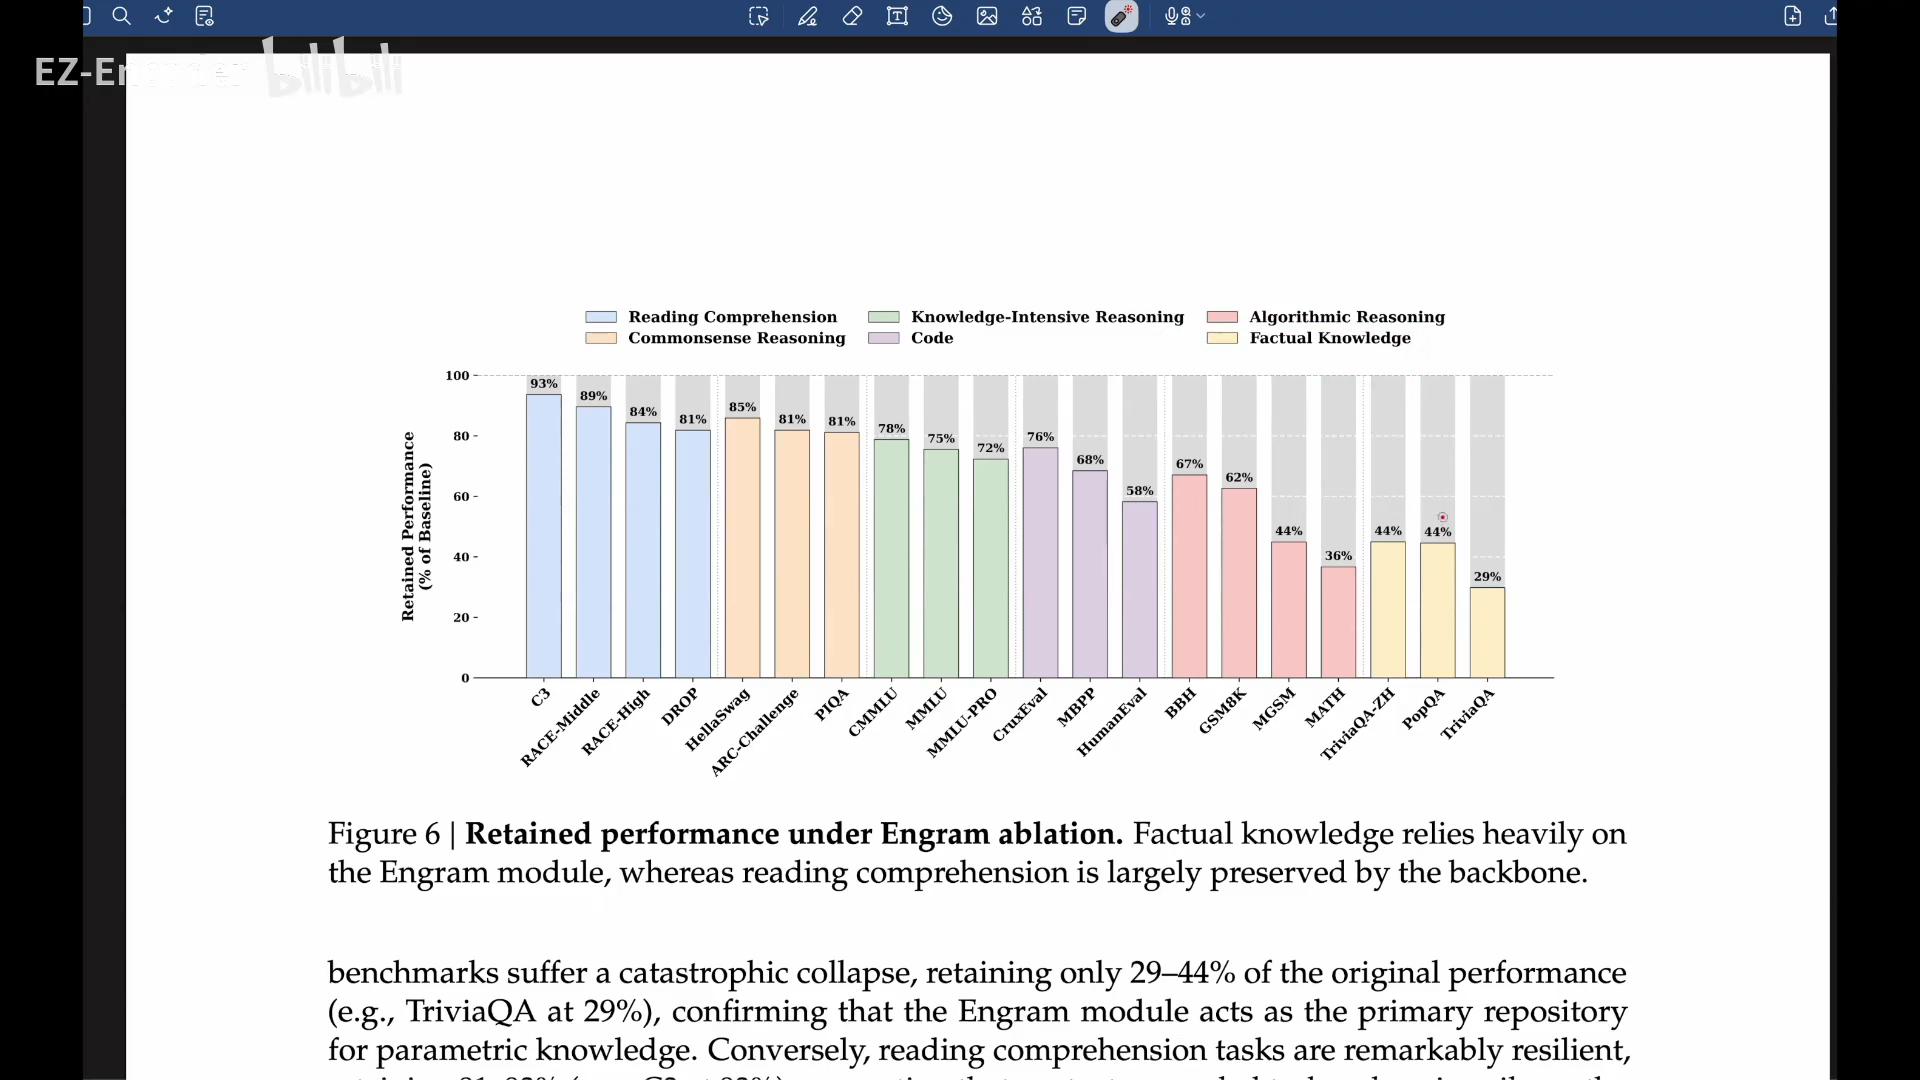 EZ-Encoder bilibili
Reading Comprehension
Knowledge-Intensive Reasoning
Algorithmic Reasoning
Commonsense Reasoning
Code
Factual Knowledge
Retained Performance
(% of Baseline)
100
80
60
40
20
0
93%
89%
84%
81%
85%
81%
81%
78%
75%
72%
76%
68%
58%
67%
62%
44%
36%
44%
44%
29%
C3
RACE-Middle
RACE-High
DROP
HellaSwag
ARC-Challenge
PIQA
CMMLU
MMLU
MMLU-PRO
CruxEval
MBPP
HumanEval
BBH
GSM8K
MGSM
MATH
TriviaQA-ZH
PopQA
TriviaQA
Figure 6 | Retained performance under Engram ablation. Factual knowledge relies heavily on
the Engram module, whereas reading comprehension is largely preserved by the backbone.
benchmarks suffer a catastrophic collapse, retaining only 29–44% of the original performance
(e.g., TriviaQA at 29%), confirming that the Engram module acts as the primary repository
for parametric knowledge. Conversely, reading comprehension tasks are remarkably resilient,